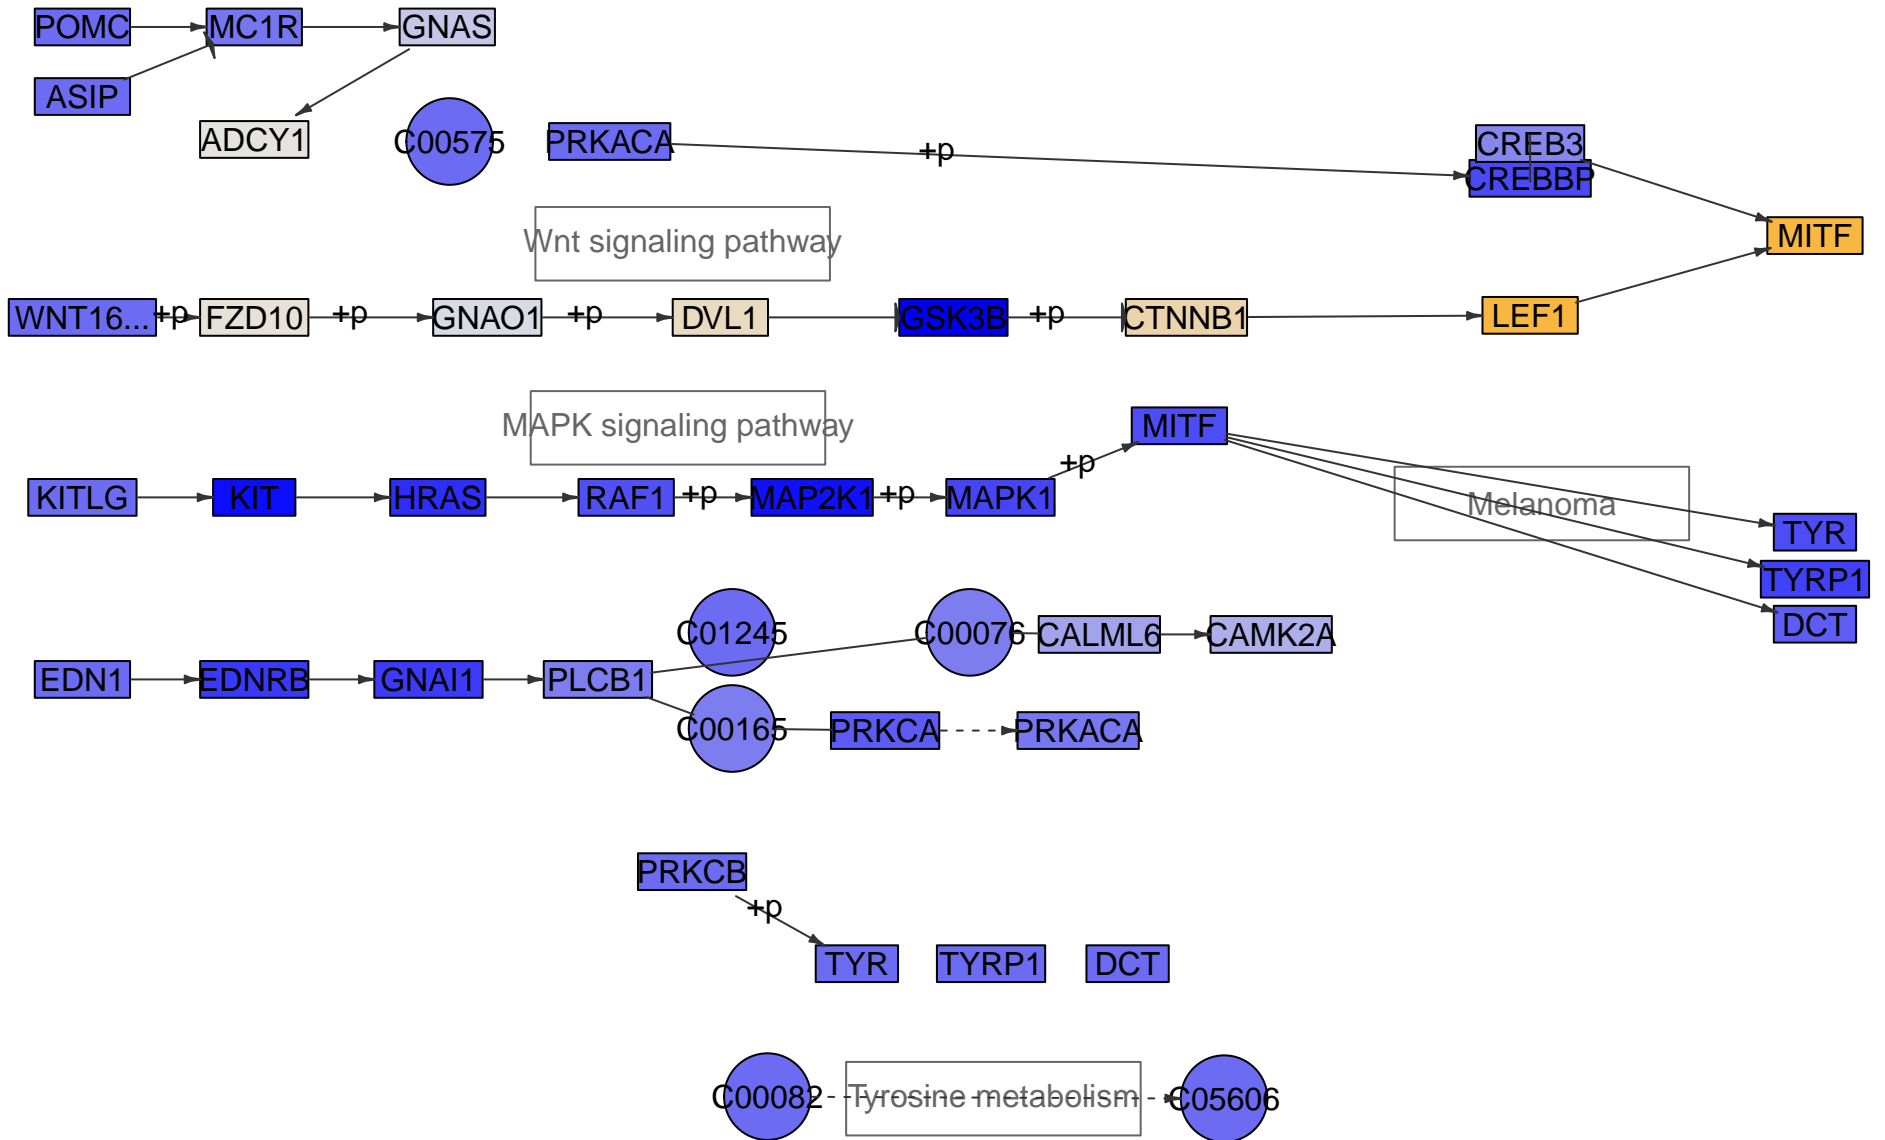 POMC
MC1R
GNAS
ASIP
ADCY1
C00575
PRKACA
+p
CREB3
CREBBP
Wnt signaling pathway
MITF
WNT16...
+p
FZD10
+p
GNAO1
+p
DVL1
GSK3B
+p
CTNNB1
LEF1
MAPK signaling pathway
MITF
+p
KITLG
KIT
HRAS
RAF1
+p
MAP2K1
+p
MAPK1
Melanoma
TYR
TYRP1
DCT
C01245
C00076
CALML6
CAMK2A
EDN1
EDNRB
GNAI1
PLCB1
C00165
PRKCA
PRKACA
PRKCB
+p
TYR
TYRP1
DCT
C00082
Tyrosine metabolism
C05606